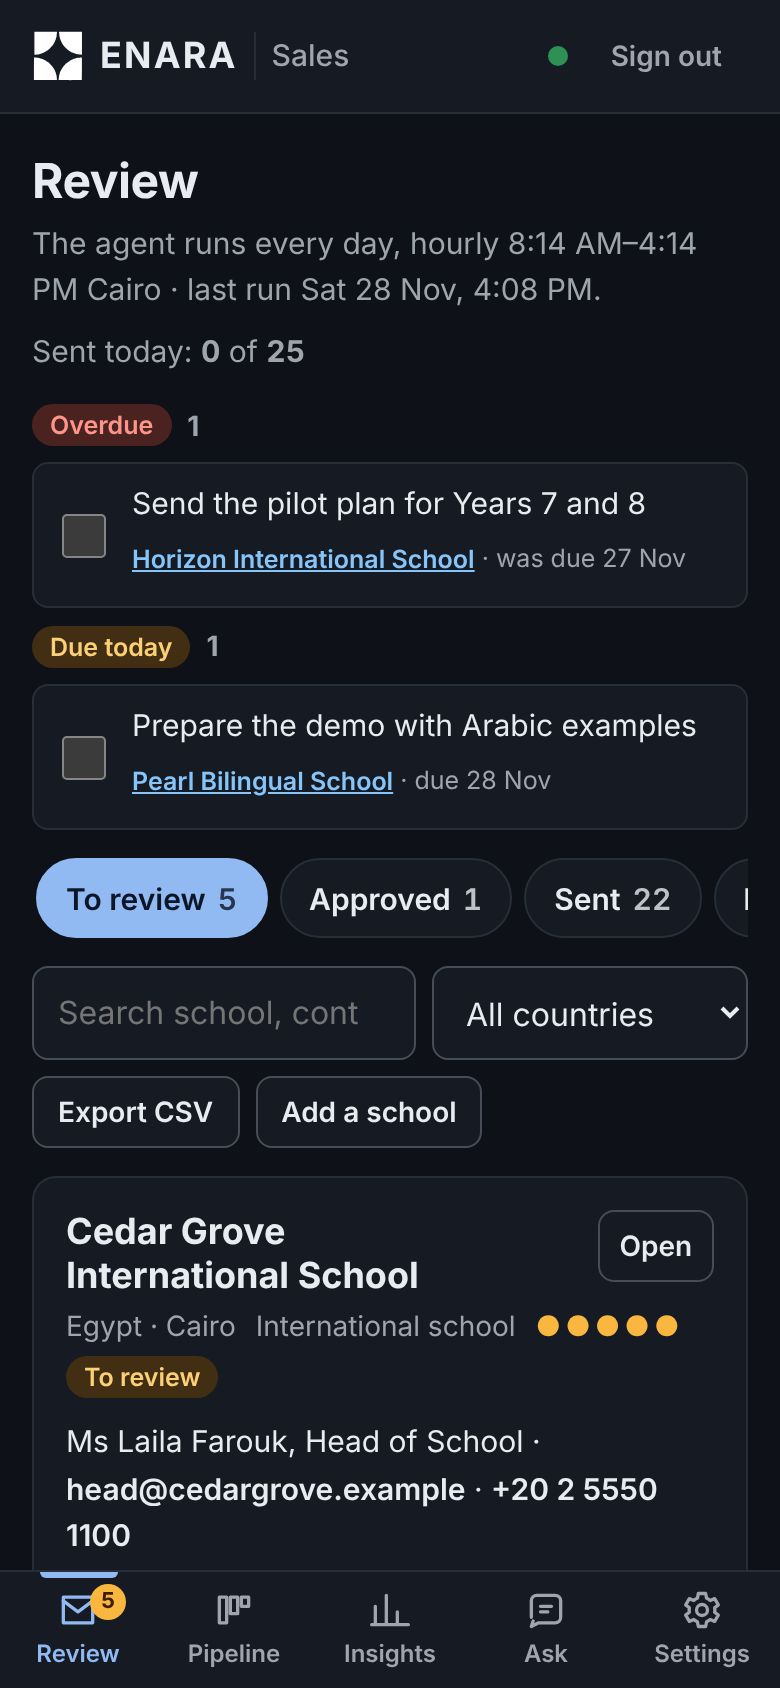 ENARA Sales Sign out
Review
The agent runs every day, hourly 8:14 AM–4:14
PM Cairo · last run Sat 28 Nov, 4:08 PM.
Sent today: 0 of 25
Overdue 1
Send the pilot plan for Years 7 and 8
Horizon International School · was due 27 Nov
Due today 1
Prepare the demo with Arabic examples
Pearl Bilingual School · due 28 Nov
To review 5 Approved 1 Sent 22
Search school, cont All countries
Export CSV Add a school
Cedar Grove
International School
Open
Egypt · Cairo International school
To review
Ms Laila Farouk, Head of School ·
head@cedargrove.example · +20 2 5550
1100
5
Review Pipeline Insights Ask Settings